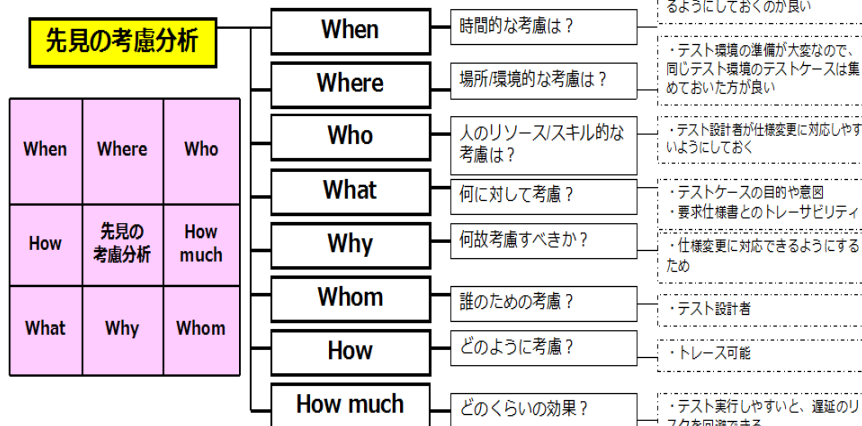 先見の考慮分析
When
Where
Who
How
先見の
考慮分析
How
much
What
Why
Whom
When
時間的な考慮は？
るようにしておくのが良い
Where
場所/環境的な考慮は？
・テスト環境の準備が大変なので、
同じテスト環境のテストケースは集
めておいた方が良い
Who
人のリソース/スキル的な
考慮は？
・テスト設計者が仕様変更に対応しやす
いようにしておく
What
何に対して考慮？
・テストケースの目的や意図
・要求仕様書とのトレーサビリティ
Why
何故考慮すべきか？
・仕様変更に対応できるようにする
ため
Whom
誰のための考慮？
・テスト設計者
How
どのように考慮？
・トレース可能
How much
どのくらいの効果？
・テスト実行しやすいと、遅延のリ
スクを回避できる